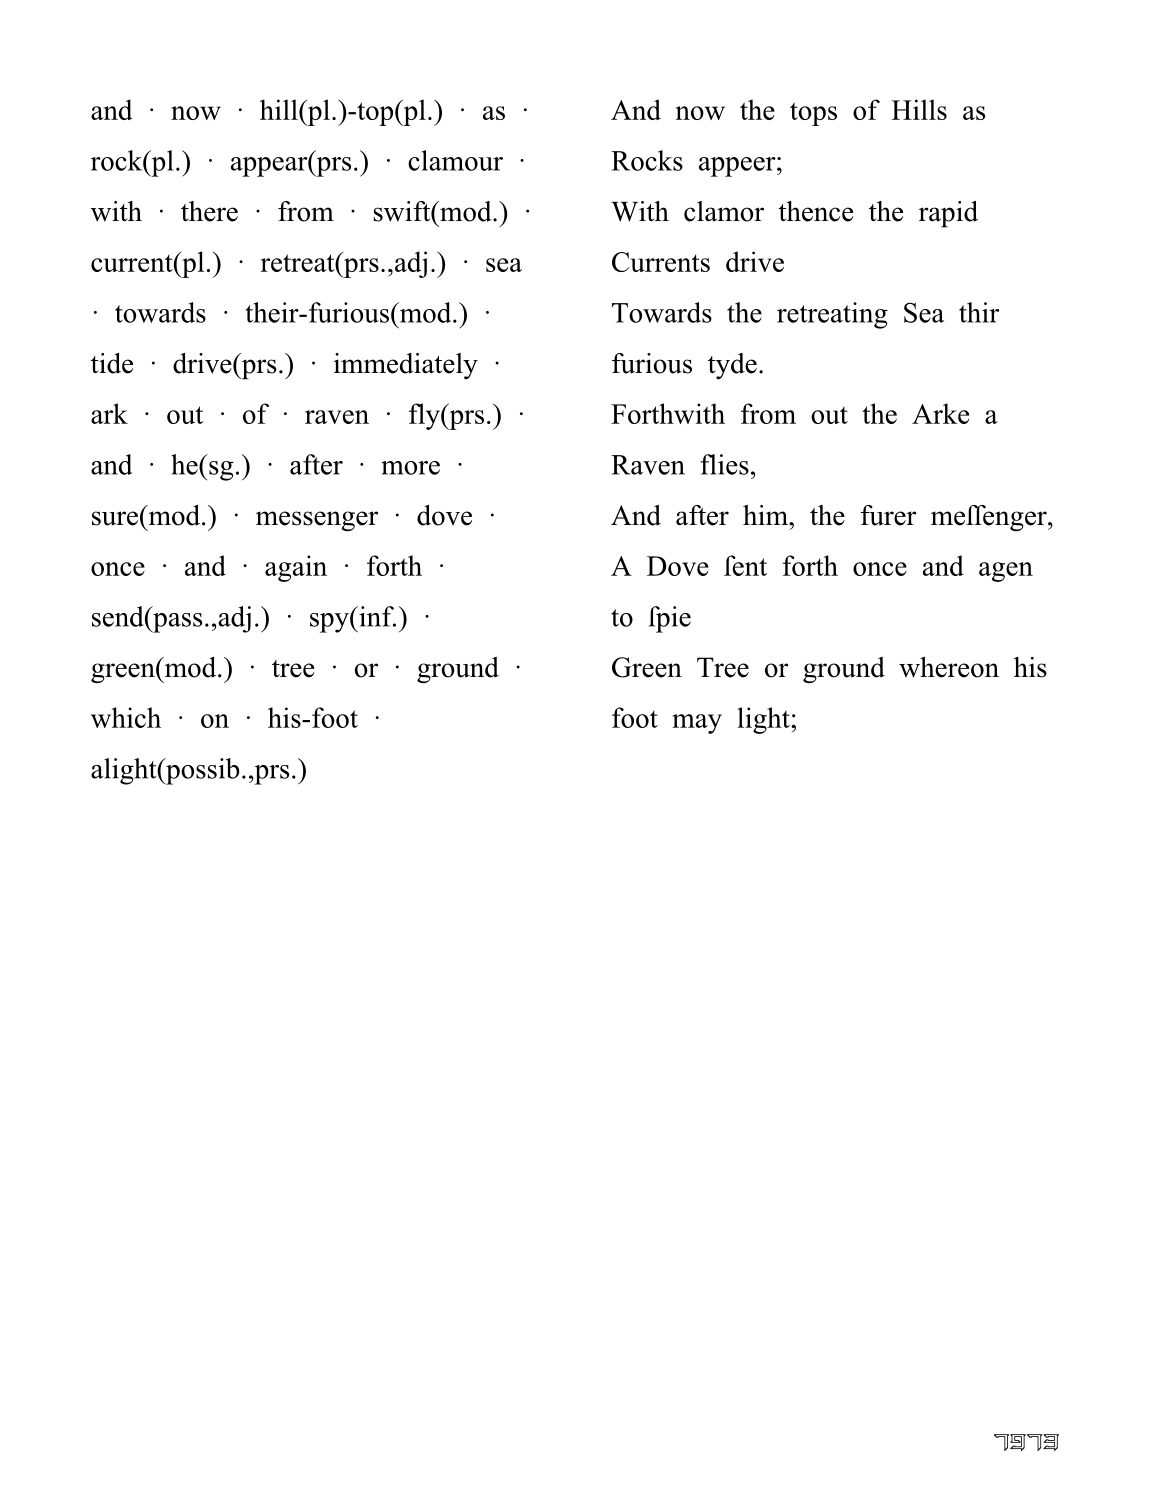 and · now · hill(pl.)-top(pl.) · as ·
rock(pl.) · appear(prs.) · clamour ·
with · there · from · swift(mod.) ·
current(pl.) · retreat(prs.,adj.) · sea
· towards · their-furious(mod.) ·
tide · drive(prs.) · immediately ·
ark · out · of · raven · fly(prs.) ·
and · he(sg.) · after · more ·
sure(mod.) · messenger · dove ·
once · and · again · forth ·
send(pass.,adj.) · spy(inf.) ·
green(mod.) · tree · or · ground ·
which · on · his-foot ·
alight(possib.,prs.)
And now the tops of Hills as
Rocks appeer;
With clamor thence the rapid
Currents drive
Towards the retreating Sea thir
furious tyde.
Forthwith from out the Arke a
Raven flies,
And after him, the furer meſſenger,
A Dove ſent forth once and agen
to ſpie
Green Tree or ground whereon his
foot may light;